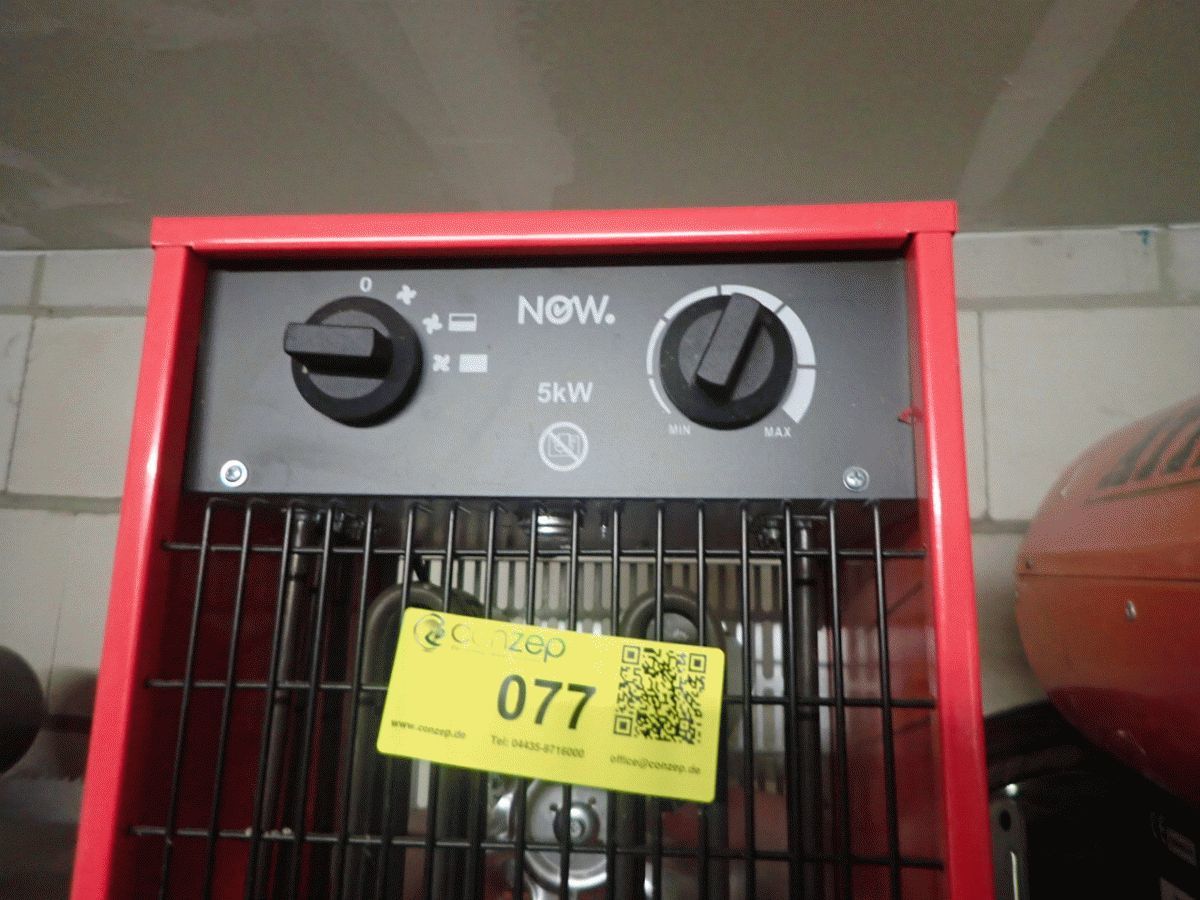 0
NOW.
5kW
MIN
MAX
conzep
077
www.conzep.de
Tel: 04435-9716000
office@conzep.de